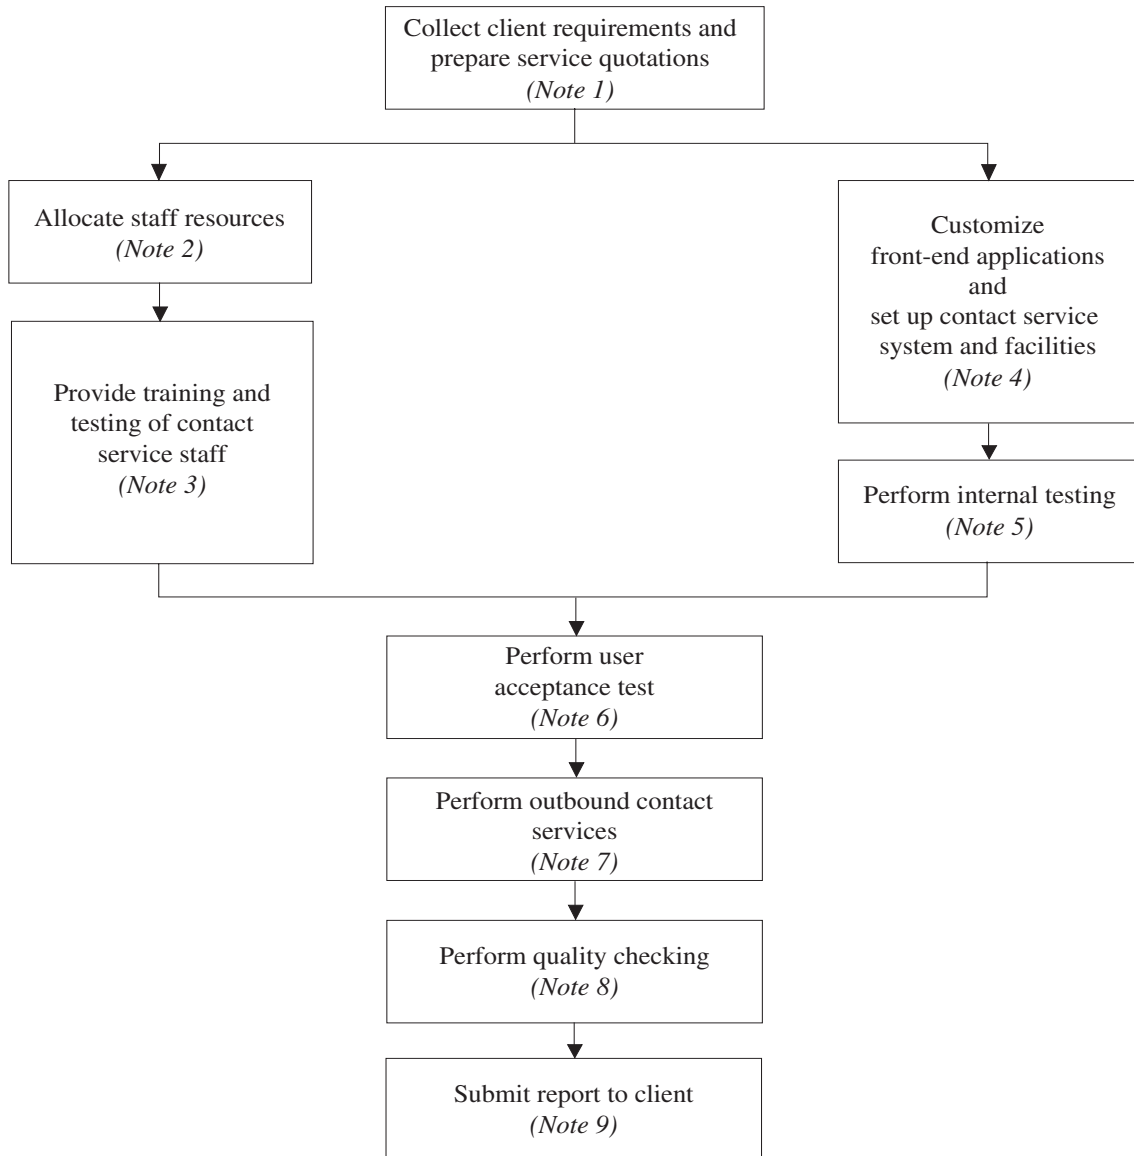 Collect client requirements and
prepare service quotations
(Note 1)
Allocate staff resources
(Note 2)
Provide training and
testing of contact
service staff
(Note 3)
Customize
front-end applications
and
set up contact service
system and facilities
(Note 4)
Perform internal testing
(Note 5)
Perform user
acceptance test
(Note 6)
Perform outbound contact
services
(Note 7)
Perform quality checking
(Note 8)
Submit report to client
(Note 9)